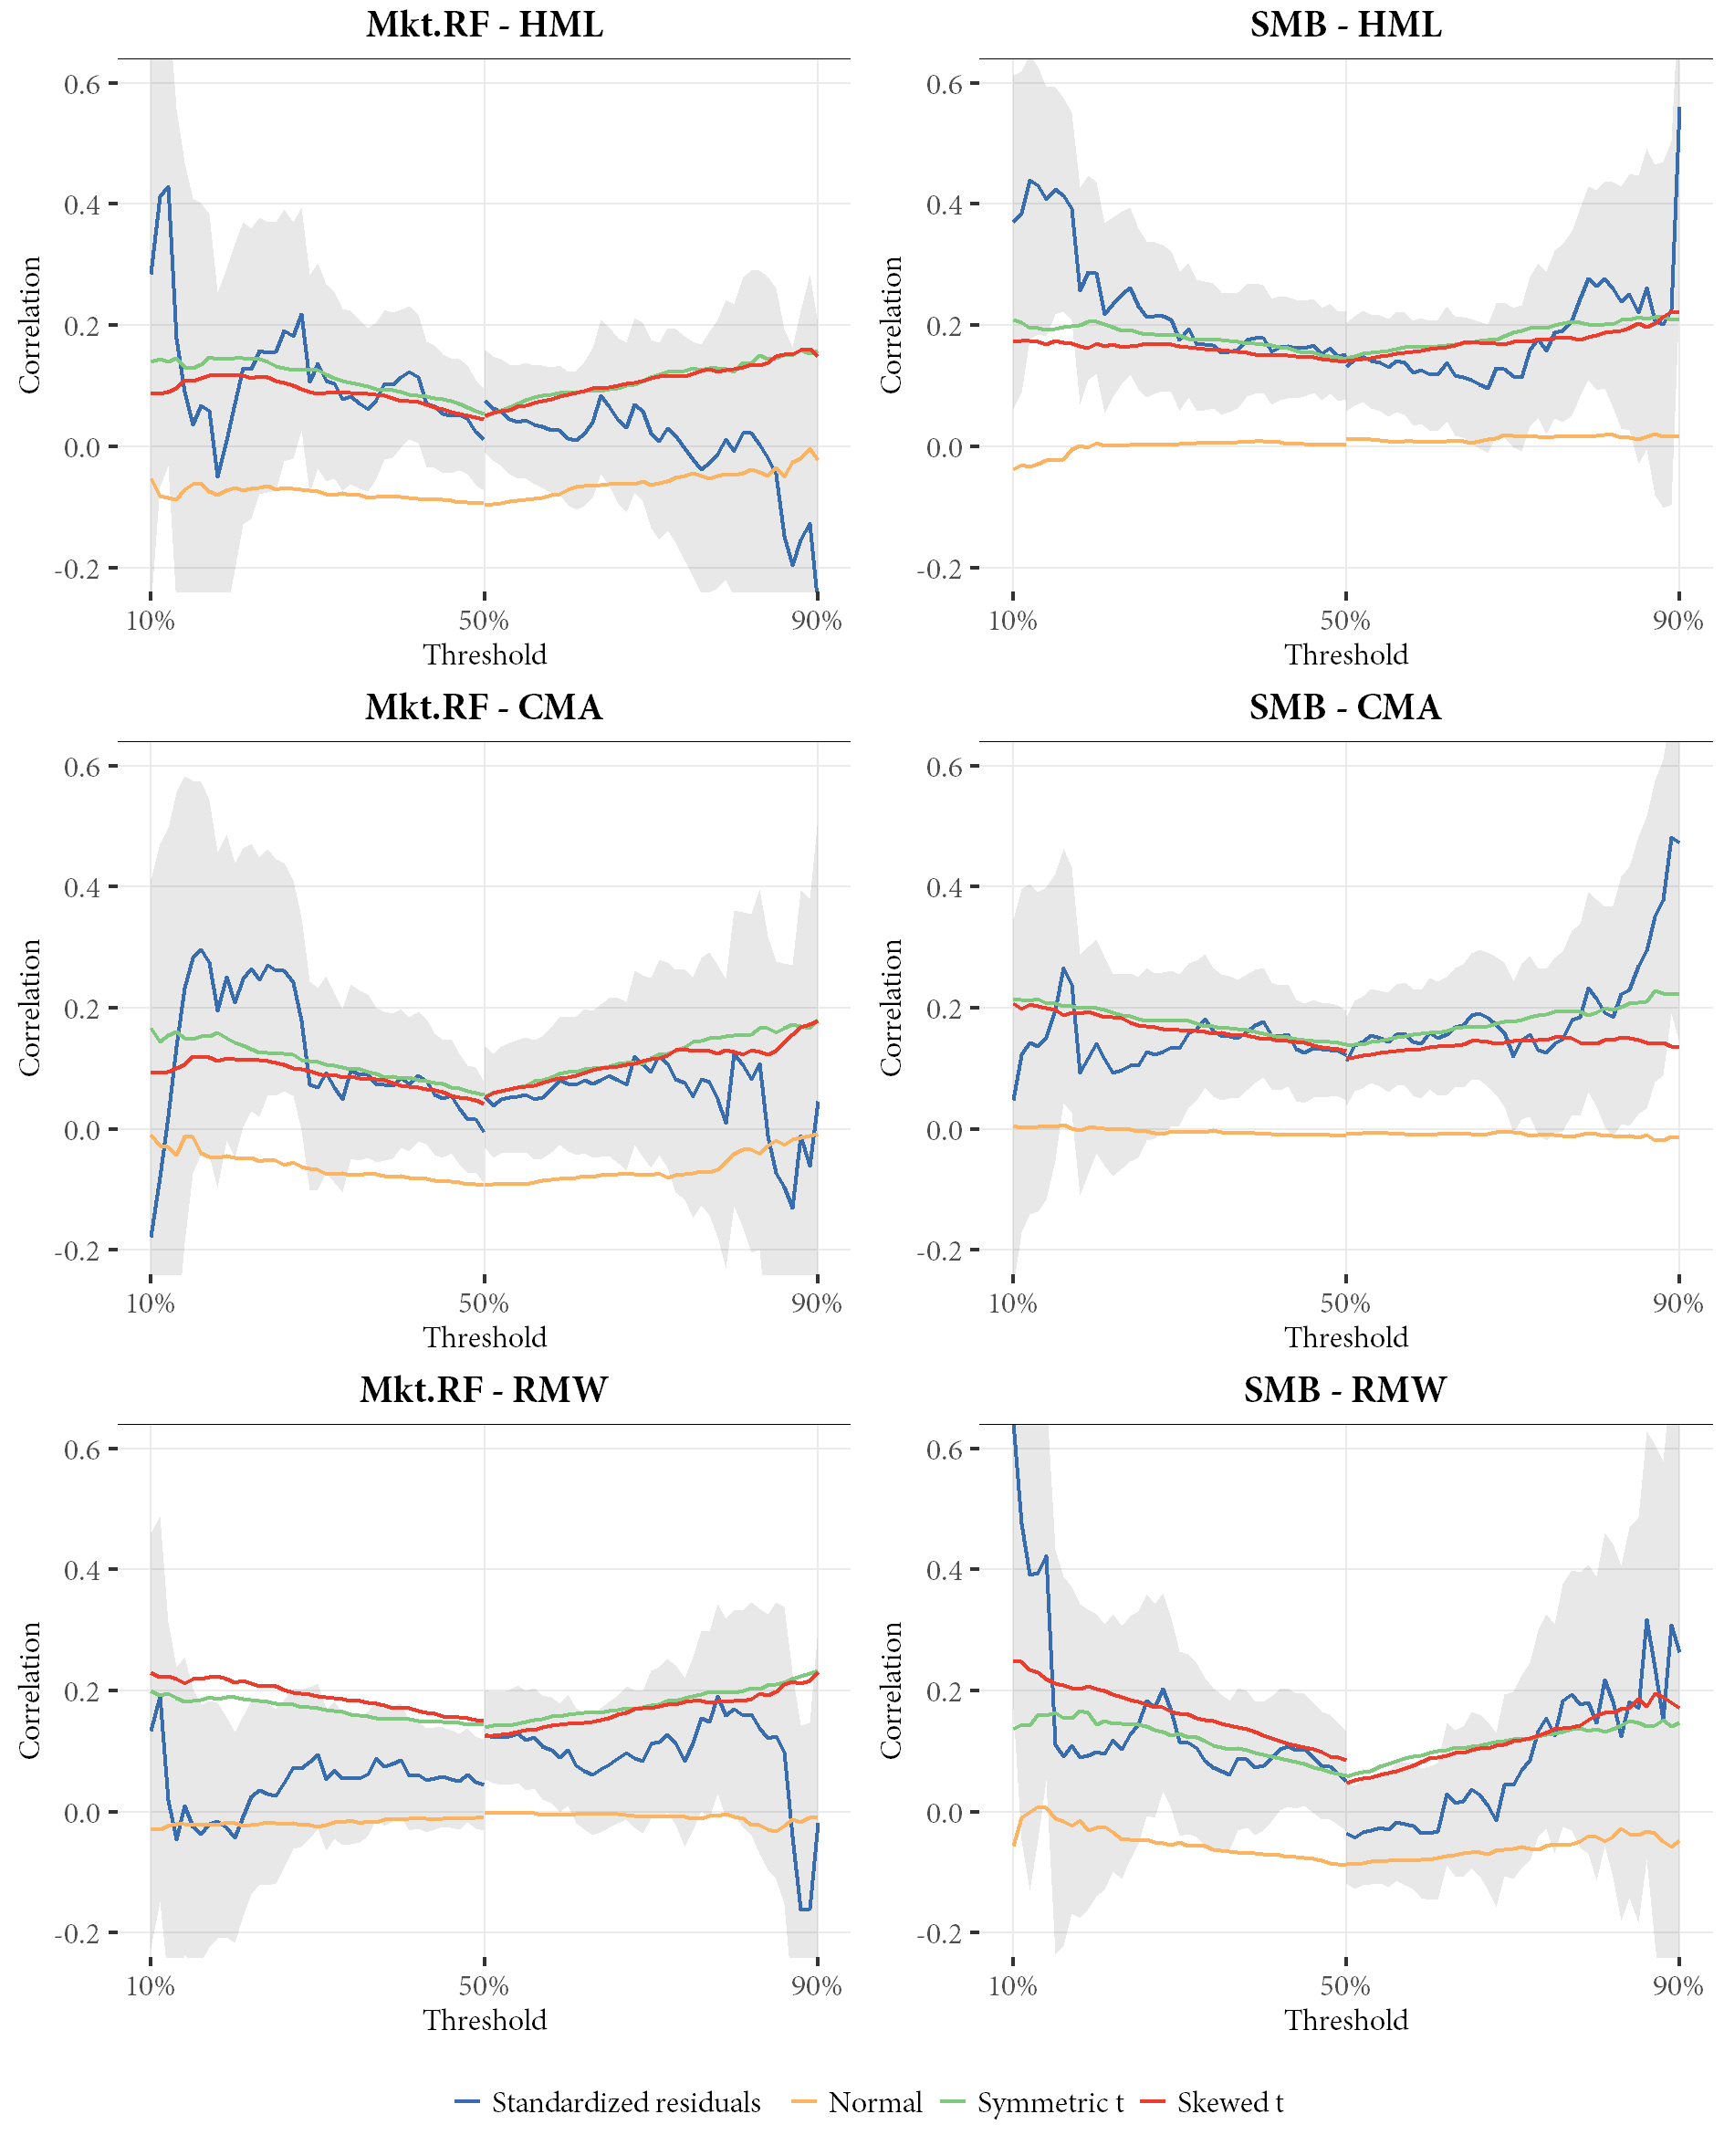 Mkt.RF - HML
SMB - HML
0.6
0.4
0.2
0.0
-0.2
Correlation
10%
50%
90%
Threshold
0.6
0.4
0.2
0.0
-0.2
Correlation
10%
50%
90%
Threshold
Mkt.RF - CMA
SMB - CMA
0.6
0.4
0.2
0.0
-0.2
Correlation
10%
50%
90%
Threshold
0.6
0.4
0.2
0.0
-0.2
Correlation
10%
50%
90%
Threshold
Mkt.RF - RMW
SMB - RMW
0.6
0.4
0.2
0.0
-0.2
Correlation
10%
50%
90%
Threshold
0.6
0.4
0.2
0.0
-0.2
Correlation
10%
50%
90%
Threshold
Standardized residuals Normal Symmetric t Skewed t